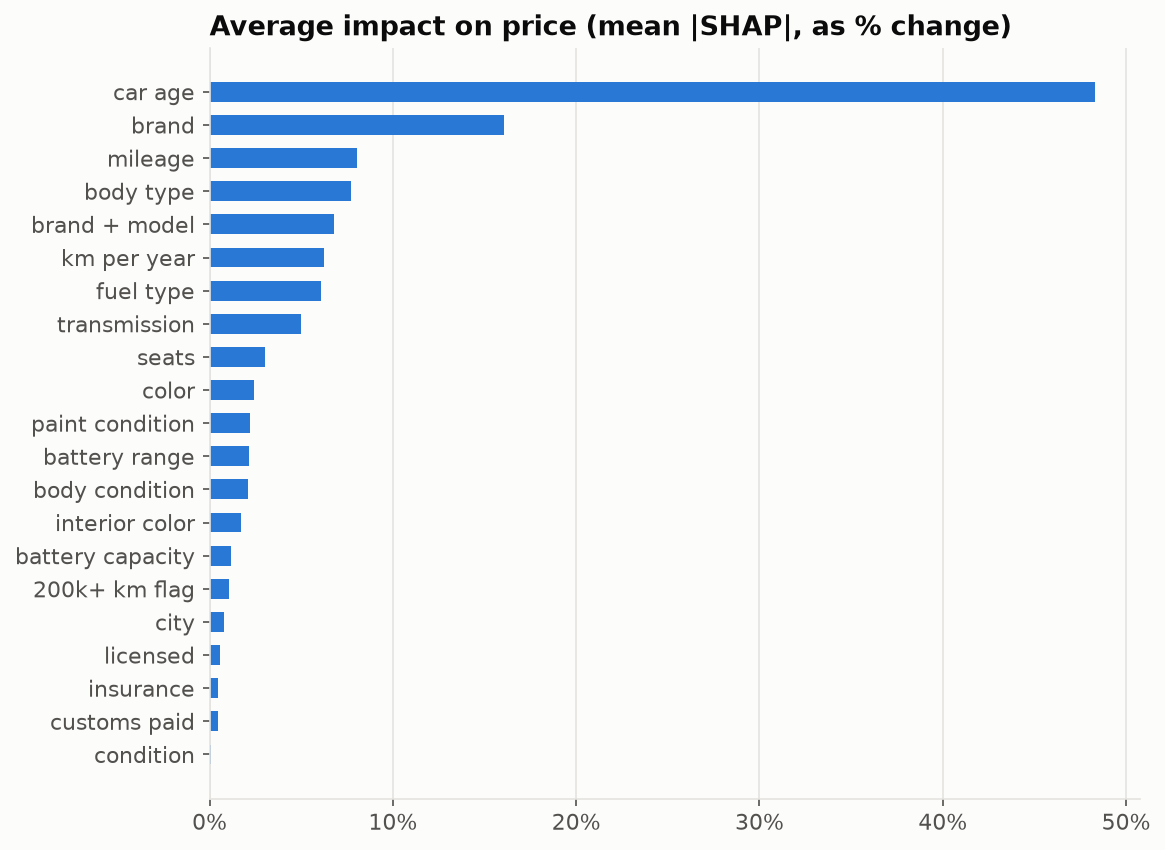 Average impact on price (mean |SHAP|, as % change)
car age
brand
mileage
body type
brand + model
km per year
fuel type
transmission
seats
color
paint condition
battery range
body condition
interior color
battery capacity
200k+ km flag
city
licensed
insurance
customs paid
condition
0% 10% 20% 30% 40% 50%